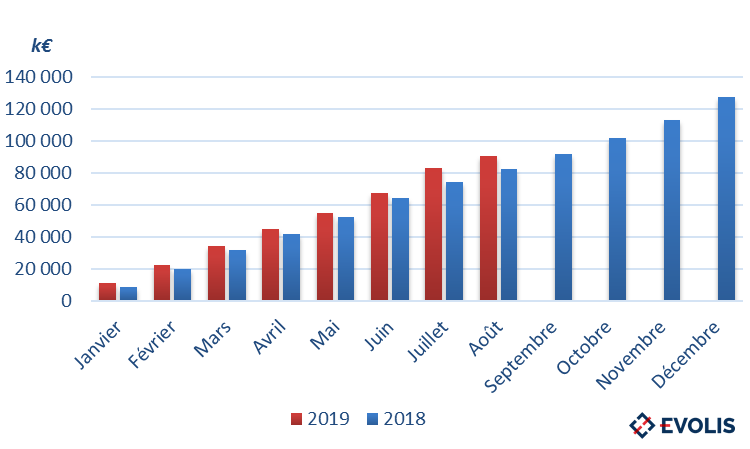 k€
140 000
120 000
100 000
80 000
60 000
40 000
20 000
0
Janvier
Février
Mars
Avril
Mai
Juin
Juillet
Août
Septembre
Octobre
Novembre
Décembre
2019 2018
EVOLIS